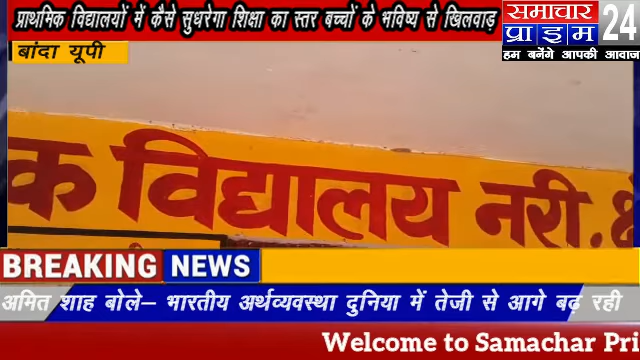 प्राथमिक विद्यालयों में कैसे सुधरेगा शिक्षा का स्तर बच्चों के भविष्य से खिलवाड़
समाचार
प्राइम 24
हम बनेंगे आपकी आवाज
बांदा यूपी
क विद्यालय नरी.
BREAKING NEWS
अमित शाह बोले– भारतीय अर्थव्यवस्था दुनिया में तेजी से आगे बढ़ रही
Welcome to Samachar Pri